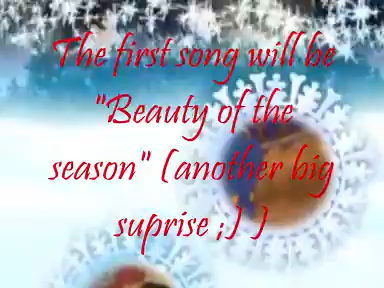 The first song will be
"Beauty of the
season" (another big
suprise ;) )